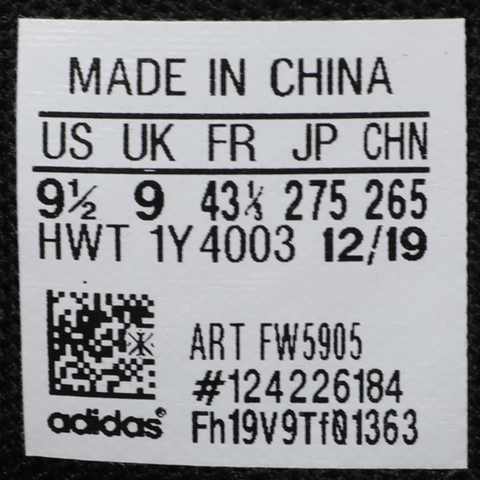 MADE IN CHINA
US UK FR JP CHN
9½ 9 43⅓ 275 265
HWT 1Y4003 12/19
ART FW5905
#124226184
adidas®
Fh19V9Tf01363